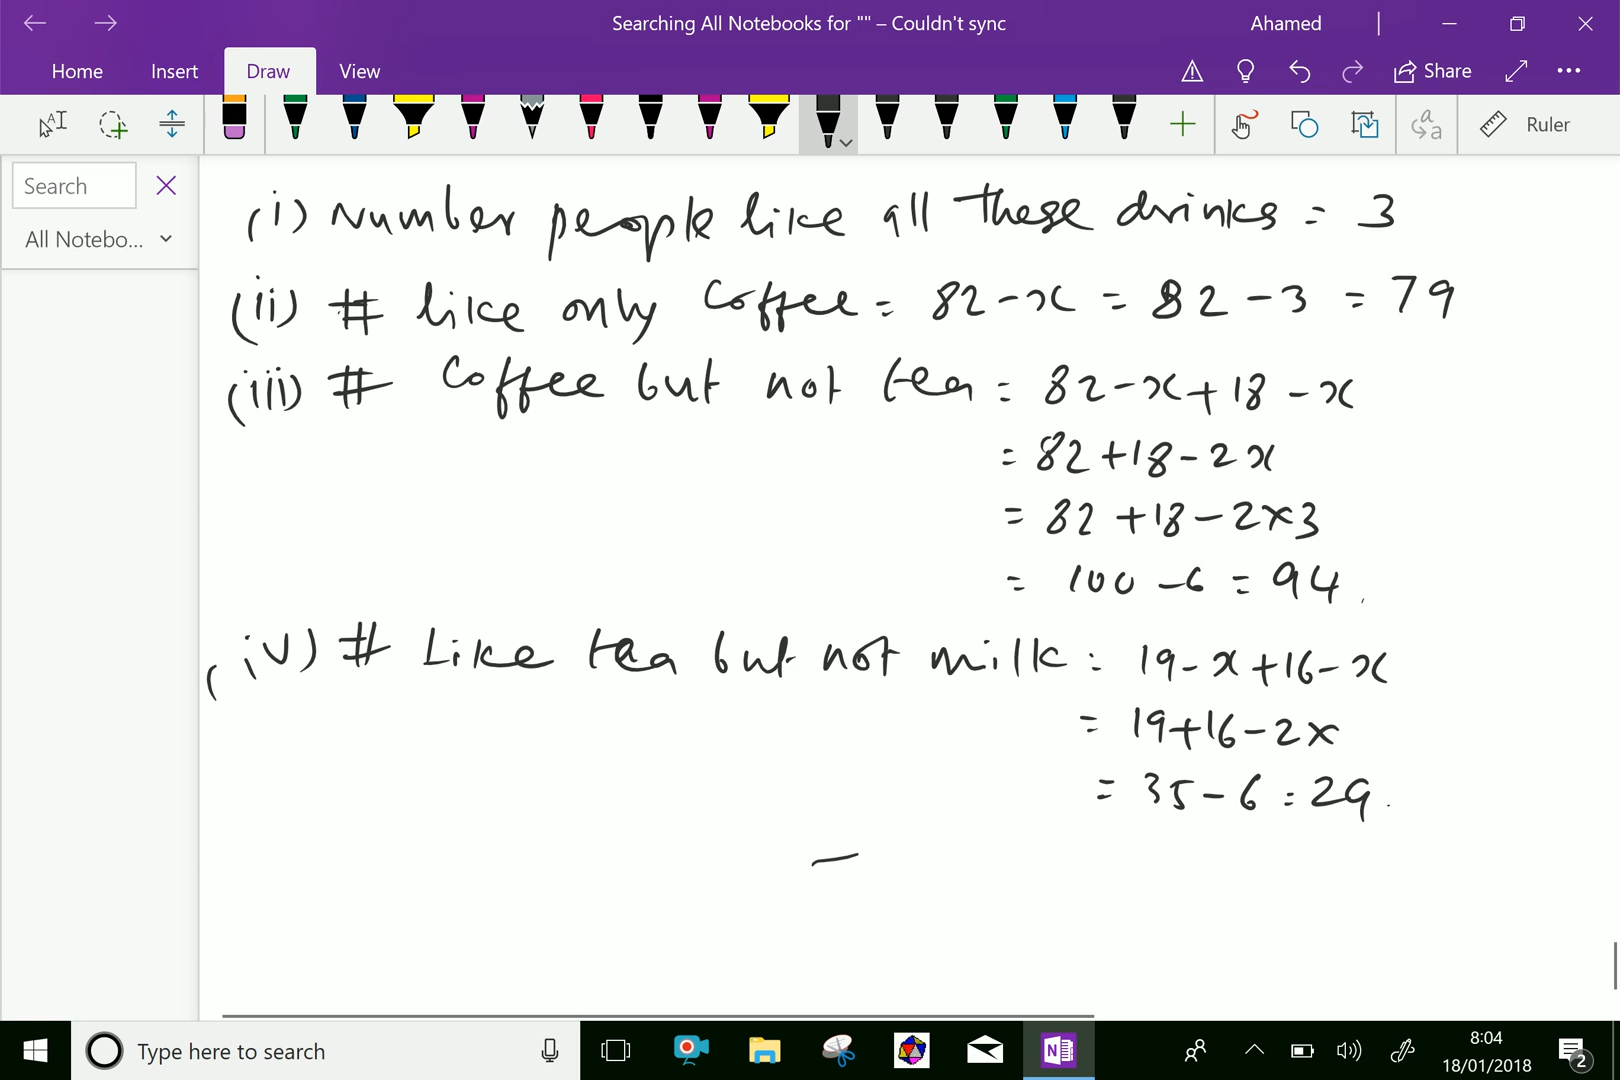 Searching All Notebooks for "" – Couldn't sync
Ahamed
Home Insert Draw View
Share
Ruler
Search
All Notebo...
(i) Number people like all these drinks = 3
(ii) # like only Coffee = 82 - x = 82 - 3 = 79
(iii) # Coffee but not tea = 82 - x + 18 - x
= 82 + 18 - 2x
= 82 + 18 - 2 × 3
= 100 - 6 = 94.
(iv) # Like tea but not milk = 19 - x + 16 - x
= 19 + 16 - 2x
= 35 - 6 = 29.
Type here to search
8:04
18/01/2018
2